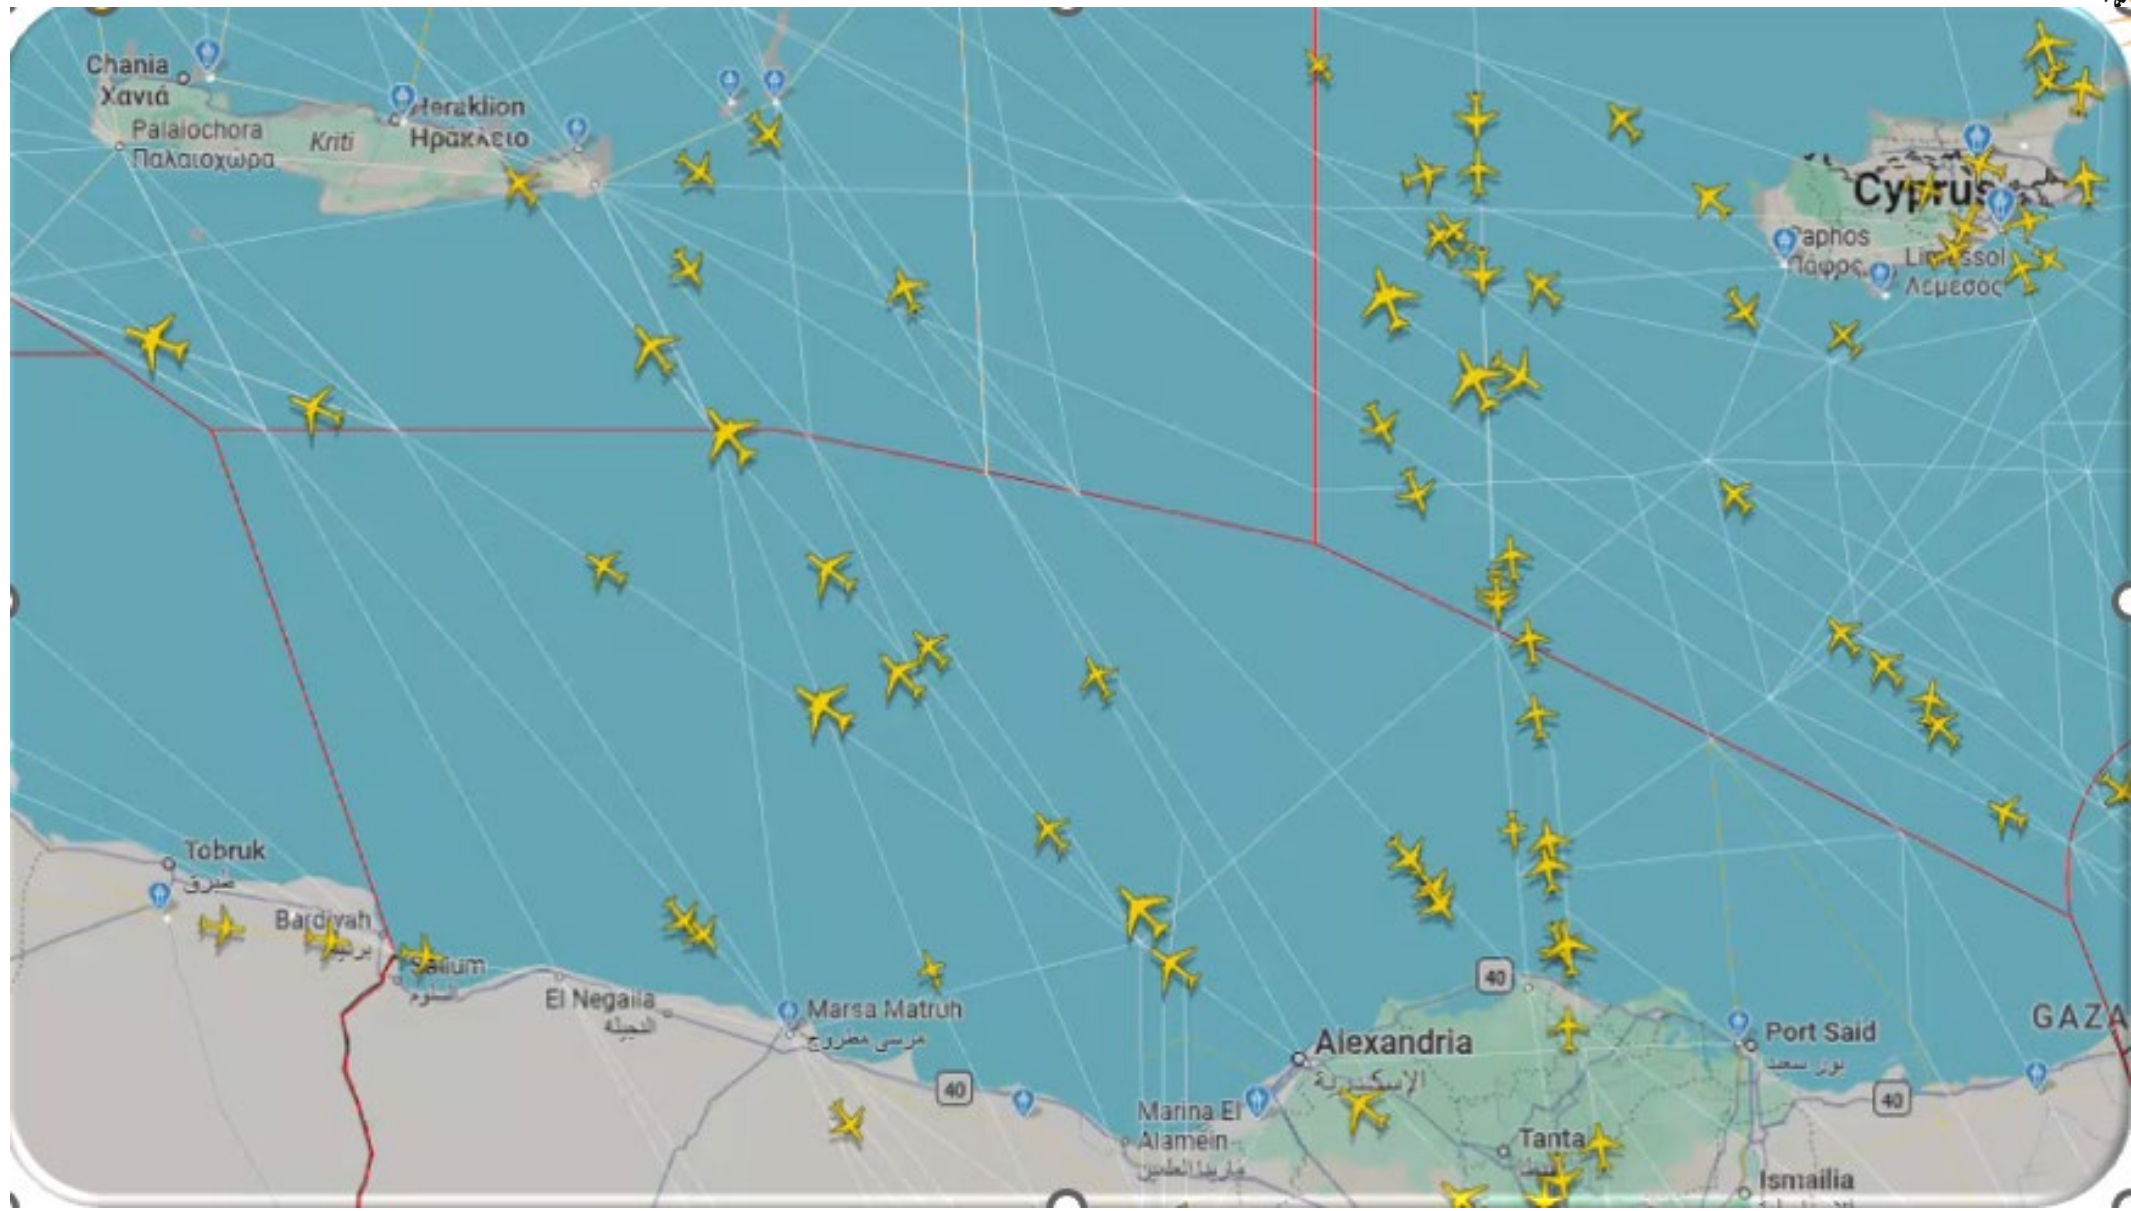 Chania
Χανιά
Palaiochora
Παλαιοχώρα
Kriti
Heraklion
Ηράκλειο
Cyprus
Paphos
Πάφος
Limassol
Λεμεσός
Tobruk
طبرق
Bardiyah
Sallum
السلوم
El Negaila
النجيلة
Marsa Matruh
مرسى مطروح
40
Marina El
Alamein
40
Alexandria
الإسكندرية
Tanta
طنطا
Port Said
بور سعيد
40
Ismailia
GAZA